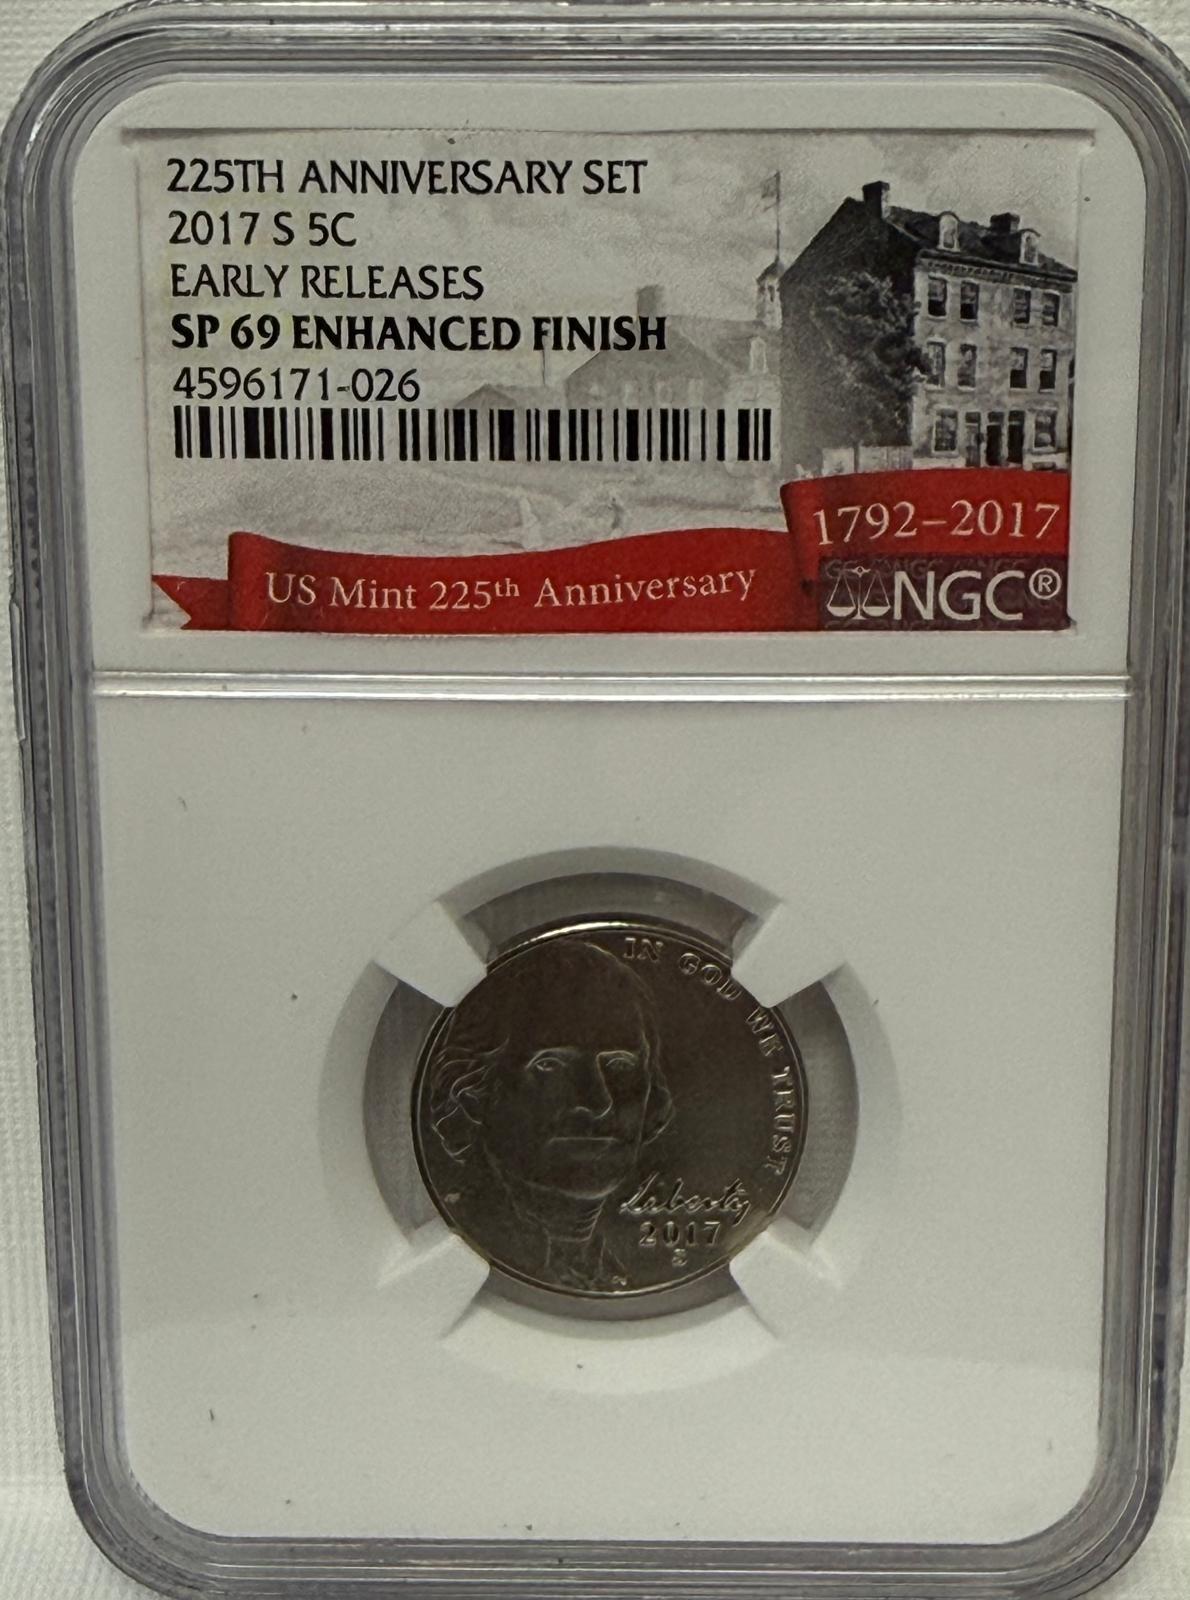 225TH ANNIVERSARY SET
2017 S 5C
EARLY RELEASES
SP 69 ENHANCED FINISH
4596171-026
1792-2017
US Mint 225th Anniversary
NGC®
IN GOD WE TRUST
Liberty
2017
S